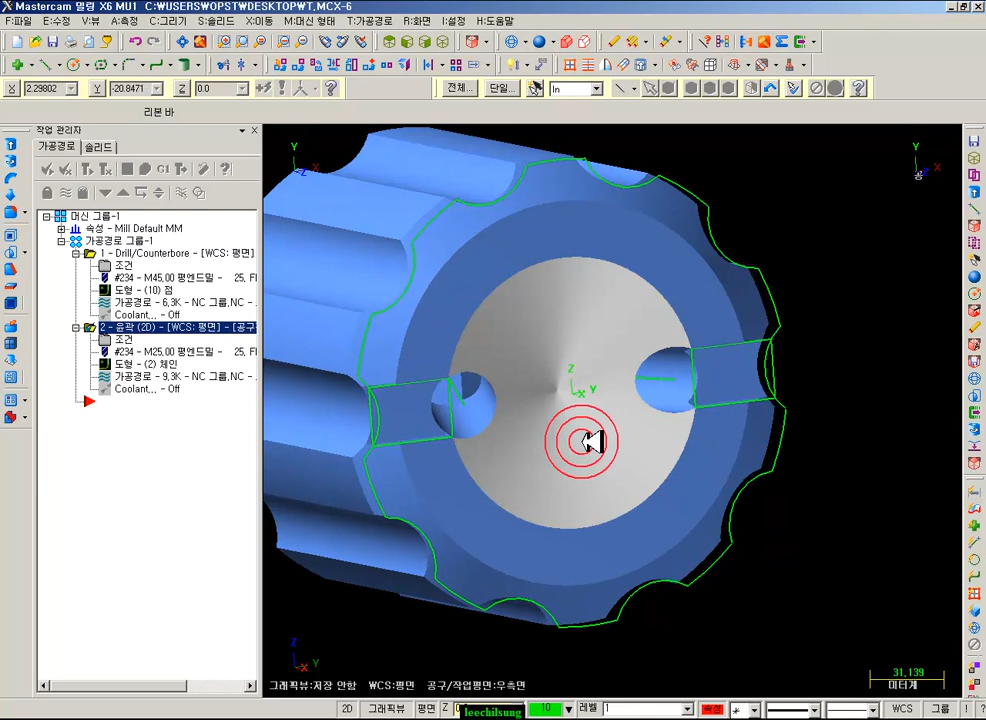 Mastercam 밀링 X6 MU1 C:\USERS\OPST\DESKTOP\WT,MCX-6
F:파일 E:수정 V:뷰 A:측정 C:그리기 S:솔리드 X:이동 M:머신 형태 T:가공경로 R:화면 I:설정 H:도움말
X 2.29802 Y -20.8471 Z 0.0 전체... 단일... In
리본 바
작업 관리자
가공경로 솔리드
G1
머신 그룹-1
속성 - Mill Default MM
가공경로 그룹-1
1 - Drill/Counterbore - [WCS: 평면]
조건
#234 - M45,00 평엔드밀 - 25, Fl
도형 - (10) 점
가공경로 - 6,3K - NC 그룹,NC -
Coolant,,, - Off
2 - 윤곽 (2D) - [WCS: 평면] - [공구
조건
#234 - M25,00 평엔드밀 - 25, Fl
도형 - (2) 체인
가공경로 - 9,3K - NC 그룹,NC -
Coolant,,, - Off
Y X Z
Y X Z
Z X Y
Z X Y
31,139
미터계
그래픽뷰:저장 안함 WCS:평면 공구/작업평면:우측면
2D 그래픽뷰 평면 Z leechilsung 10 레벨 1 속성 WCS 그룹 ! ?